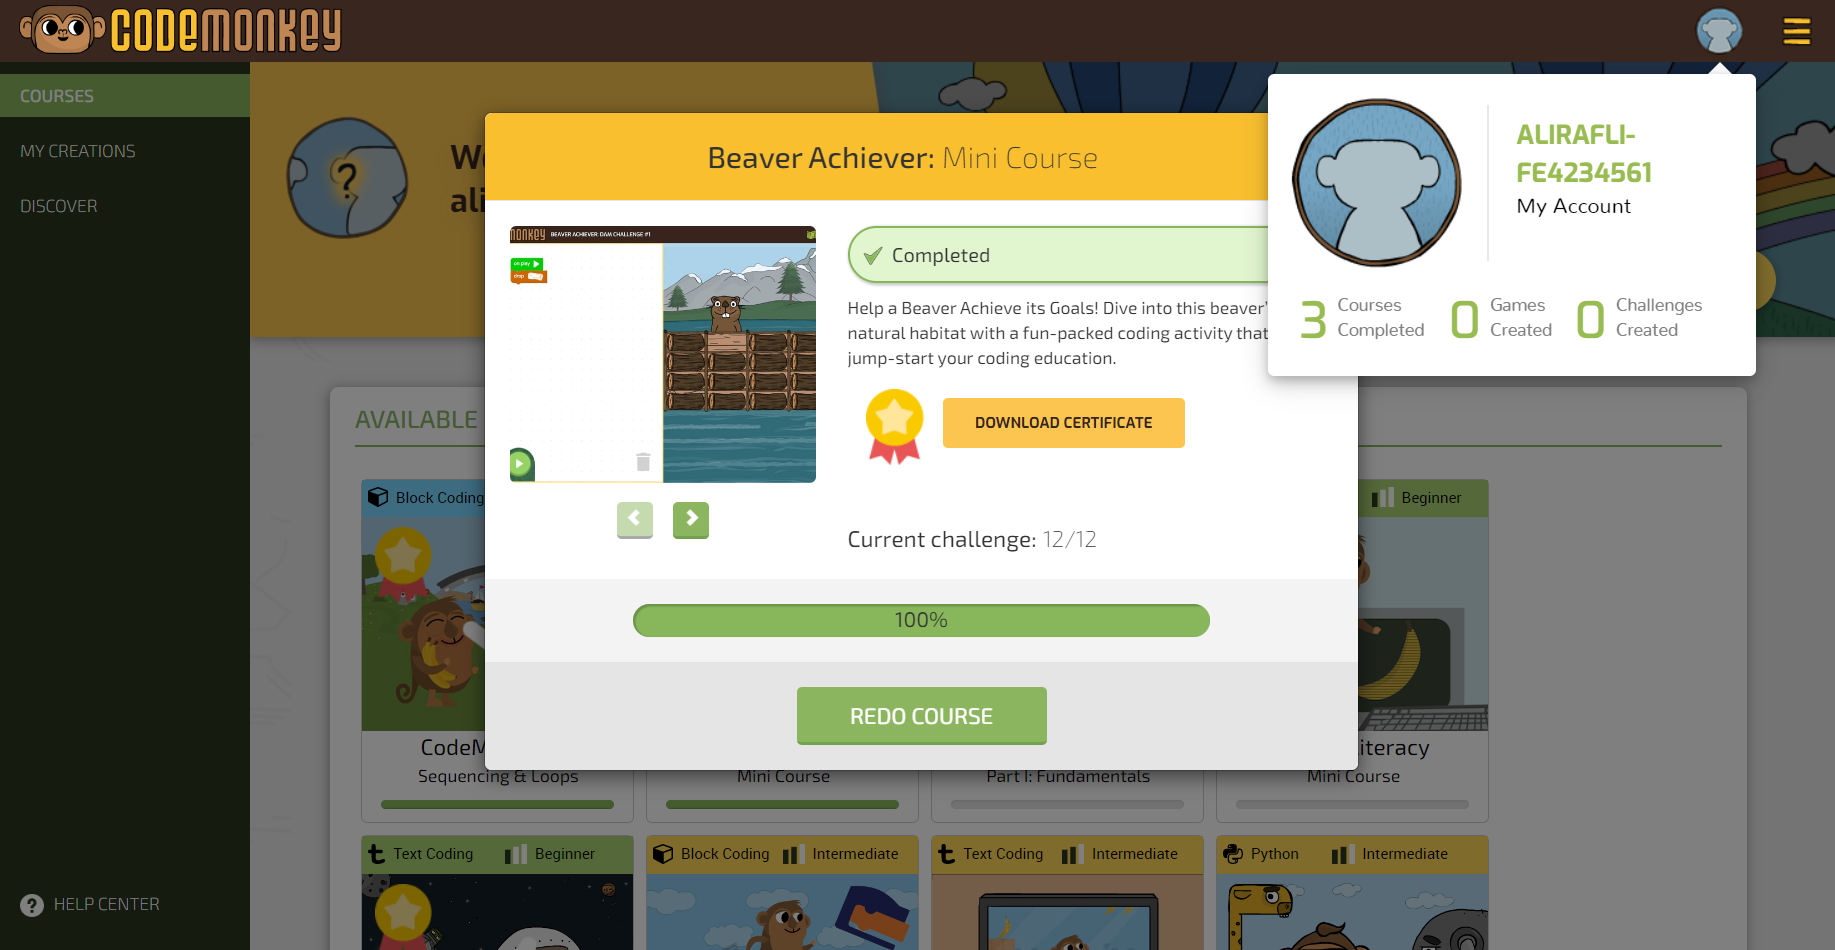 CODEMONKEY
COURSES
MY CREATIONS
DISCOVER
HELP CENTER
ali
Beaver Achiever: Mini Course
monkey BEAVER ACHIEVER: DAM CHALLENGE #1
on play
drop
Completed
Help a Beaver Achieve its Goals! Dive into this beaver'
natural habitat with a fun-packed coding activity that
jump-start your coding education.
DOWNLOAD CERTIFICATE
Current challenge: 12/12
100%
REDO COURSE
ALIRAFLI-
FE4234561
My Account
3 Courses Completed
0 Games Created
0 Challenges Created
AVAILABLE
Block Coding
Beginner
CodeM
Sequencing & Loops
Mini Course
Part I: Fundamentals
iteracy
Mini Course
Text Coding Beginner
Block Coding Intermediate
Text Coding Intermediate
Python Intermediate